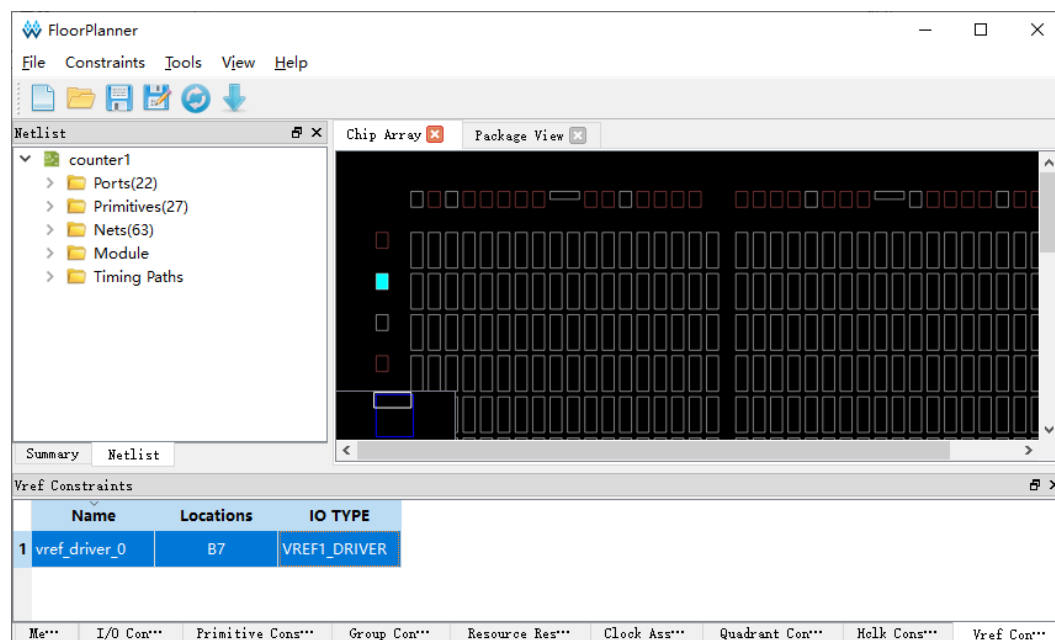 FloorPlanner
File Constraints Tools View Help
Netlist
Chip Array Package View
counter1
Ports(22)
Primitives(27)
Nets(63)
Module
Timing Paths
Summary Netlist
Vref Constraints
Name Locations IO TYPE
1 vref_driver_0 B7 VREF1_DRIVER
Me··· I/O Con··· Primitive Cons··· Group Con··· Resource Res··· Clock Ass··· Quadrant Con··· Hclk Cons··· Vref Con···